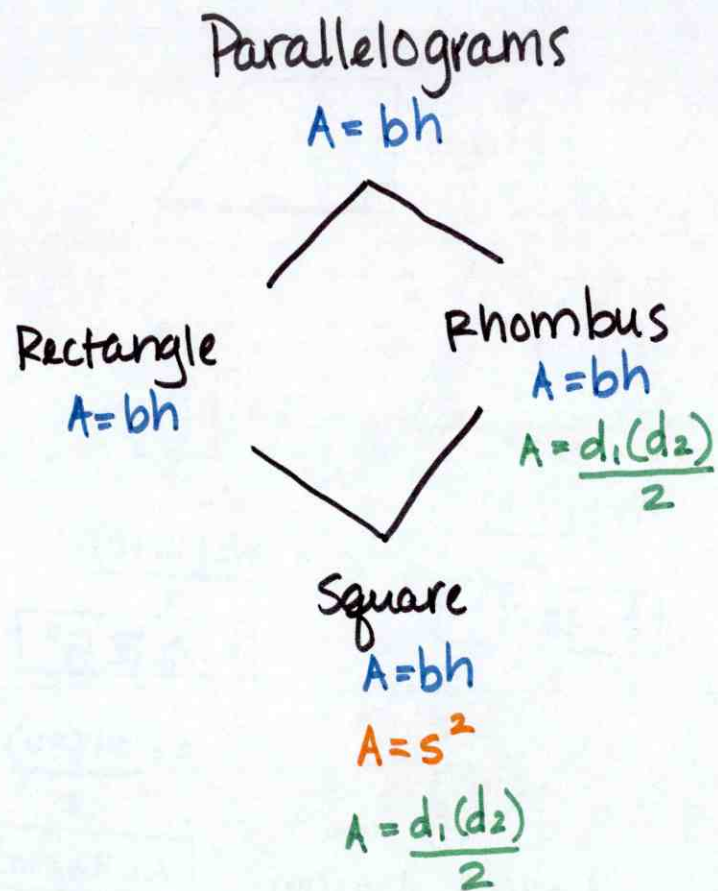 Parallelograms
A = bh
Rectangle
A = bh
Rhombus
A = bh
A = d₁(d₂)/2
Square
A = bh
A = s²
A = d₁(d₂)/2